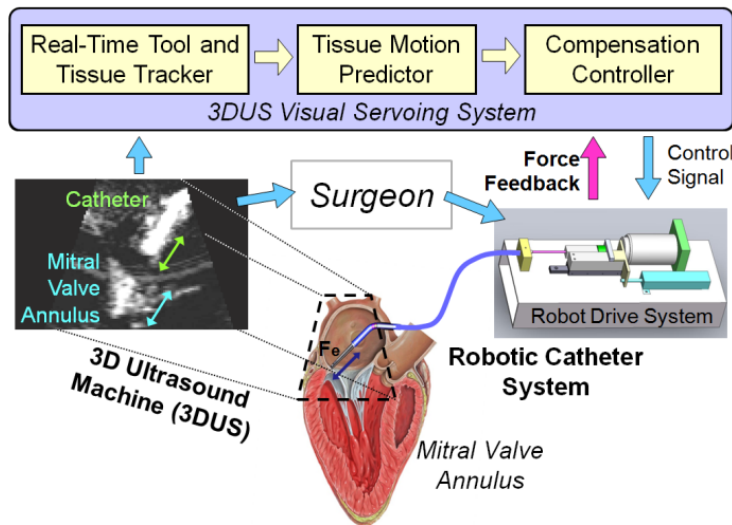 Real-Time Tool and
Tissue Tracker
Tissue Motion
Predictor
Compensation
Controller
3DUS Visual Servoing System
Force
Feedback
Control
Signal
Catheter
Mitral
Valve
Annulus
Surgeon
Robot Drive System
3D Ultrasound
Machine (3DUS)
Fe
Robotic Catheter
System
Mitral Valve
Annulus